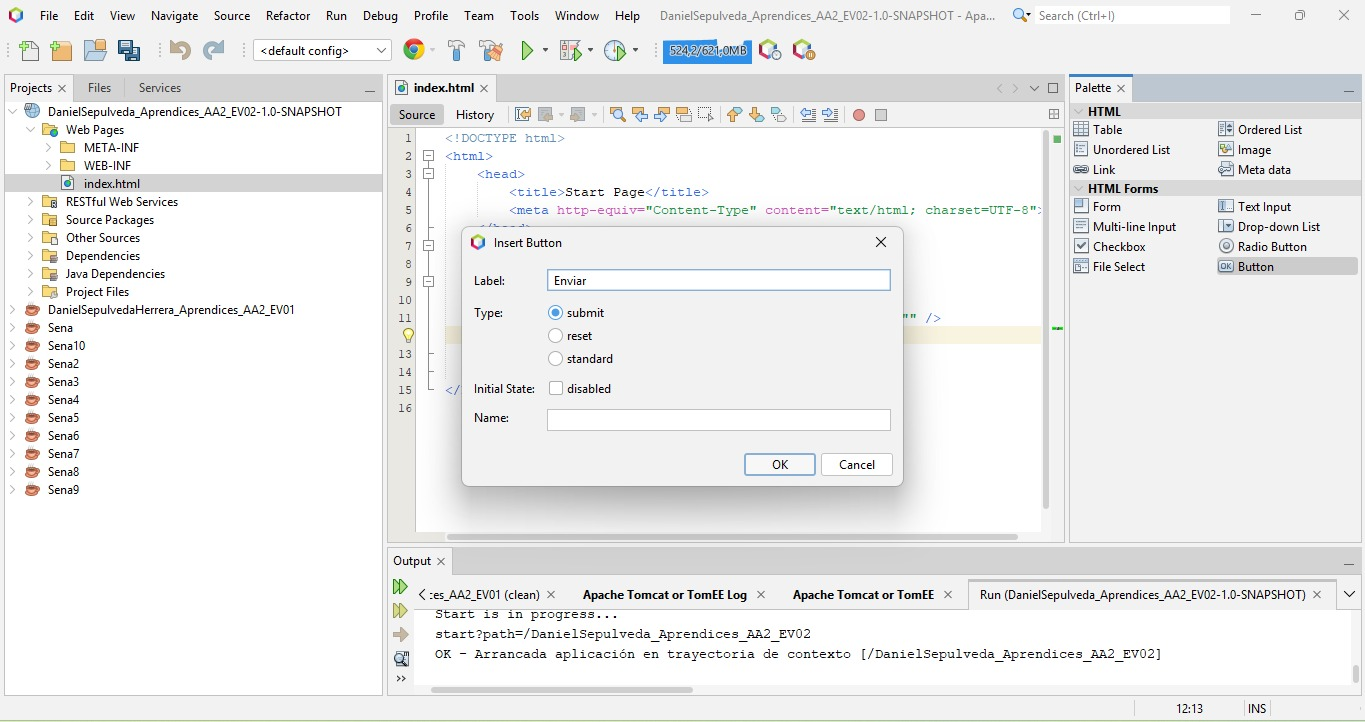 File Edit View Navigate Source Refactor Run Debug Profile Team Tools Window Help DanielSepulveda_Aprendices_AA2_EV02-1.0-SNAPSHOT - Apa... Search (Ctrl+I)
<default config> 524,2/621,0MB
Projects Files Services
DanielSepulveda_Aprendices_AA2_EV02-1.0-SNAPSHOT
Web Pages
META-INF
WEB-INF
index.html
RESTful Web Services
Source Packages
Other Sources
Dependencies
Java Dependencies
Project Files
DanielSepulvedaHerrera_Aprendices_AA2_EV01
Sena
Sena10
Sena2
Sena3
Sena4
Sena5
Sena6
Sena7
Sena8
Sena9
index.html
Source History
1 <!DOCTYPE html>
2 <html>
3 <head>
4 <title>Start Page</title>
5 <meta http-equiv="Content-Type" content="text/html; charset=UTF-8">
6
7
8
9
10
11 "" />
13
14
15 </
16
Insert Button
Label: Enviar
Type: submit
reset
standard
Initial State: disabled
Name:
OK Cancel
Palette
HTML
Table Ordered List
Unordered List Image
Link Meta data
HTML Forms
Form Text Input
Multi-line Input Drop-down List
Checkbox Radio Button
File Select OK Button
Output
:es_AA2_EV01 (clean) Apache Tomcat or TomEE Log Apache Tomcat or TomEE Run (DanielSepulveda_Aprendices_AA2_EV02-1.0-SNAPSHOT)
Start is in progress...
start?path=/DanielSepulveda_Aprendices_AA2_EV02
OK - Arrancada aplicación en trayectoria de contexto [/DanielSepulveda_Aprendices_AA2_EV02]
12:13 INS